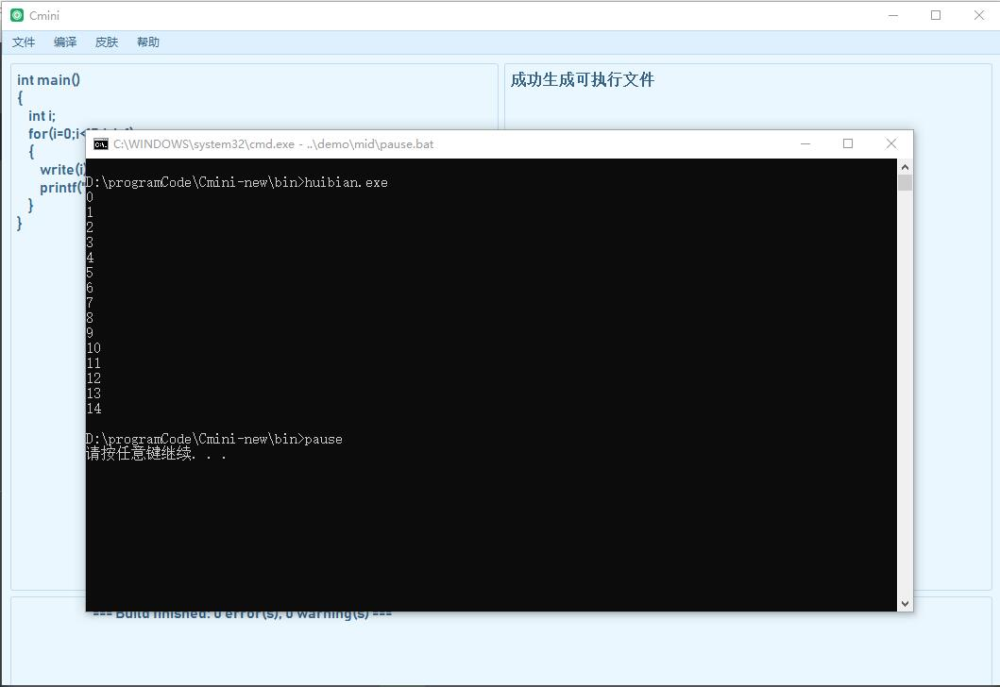 Cmini
文件 编译 皮肤 帮助
int main()
{
int i;
for(i=0;i<
{
write(i)
printf("
}
}
成功生成可执行文件
C:\WINDOWS\system32\cmd.exe - ..\demo\mid\pause.bat
D:\programCode\Cmini-new\bin>huibian.exe
0
1
2
3
4
5
6
7
8
9
10
11
12
13
14
D:\programCode\Cmini-new\bin>pause
请按任意键继续. . .
=== Build finished: 0 error(s), 0 warning(s) ===